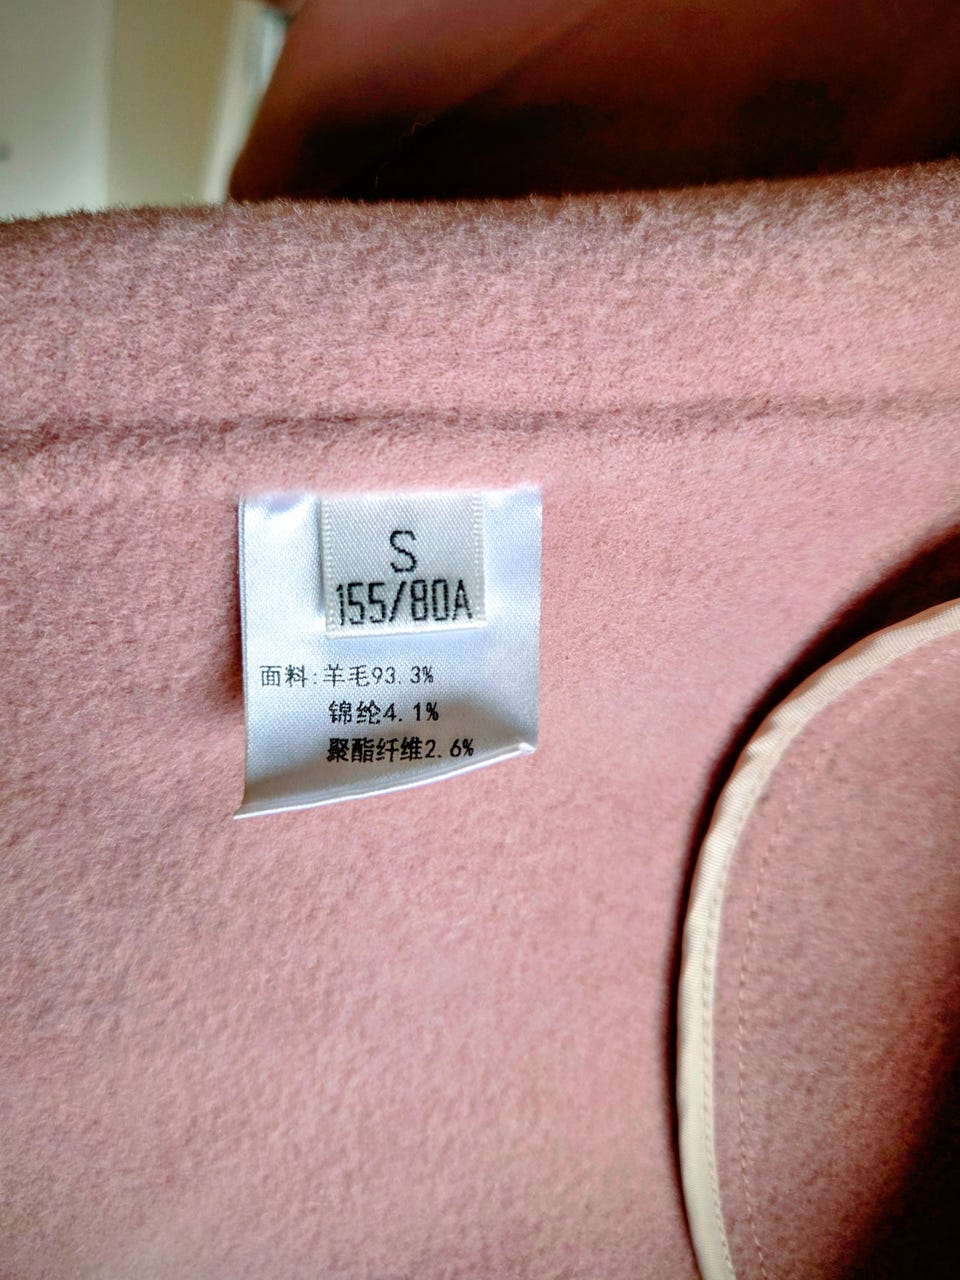 S
155/80A
面料:羊毛93.3%
锦纶4.1%
聚酯纤维2.6%